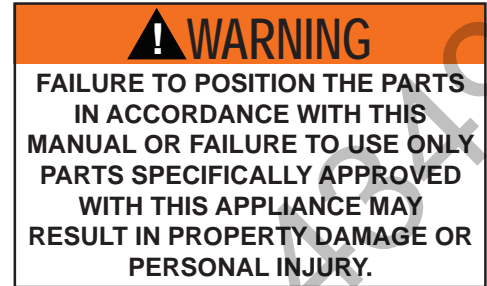 WARNING
FAILURE TO POSITION THE PARTS
IN ACCORDANCE WITH THIS
MANUAL OR FAILURE TO USE ONLY
PARTS SPECIFICALLY APPROVED
WITH THIS APPLIANCE MAY
RESULT IN PROPERTY DAMAGE OR
PERSONAL INJURY.